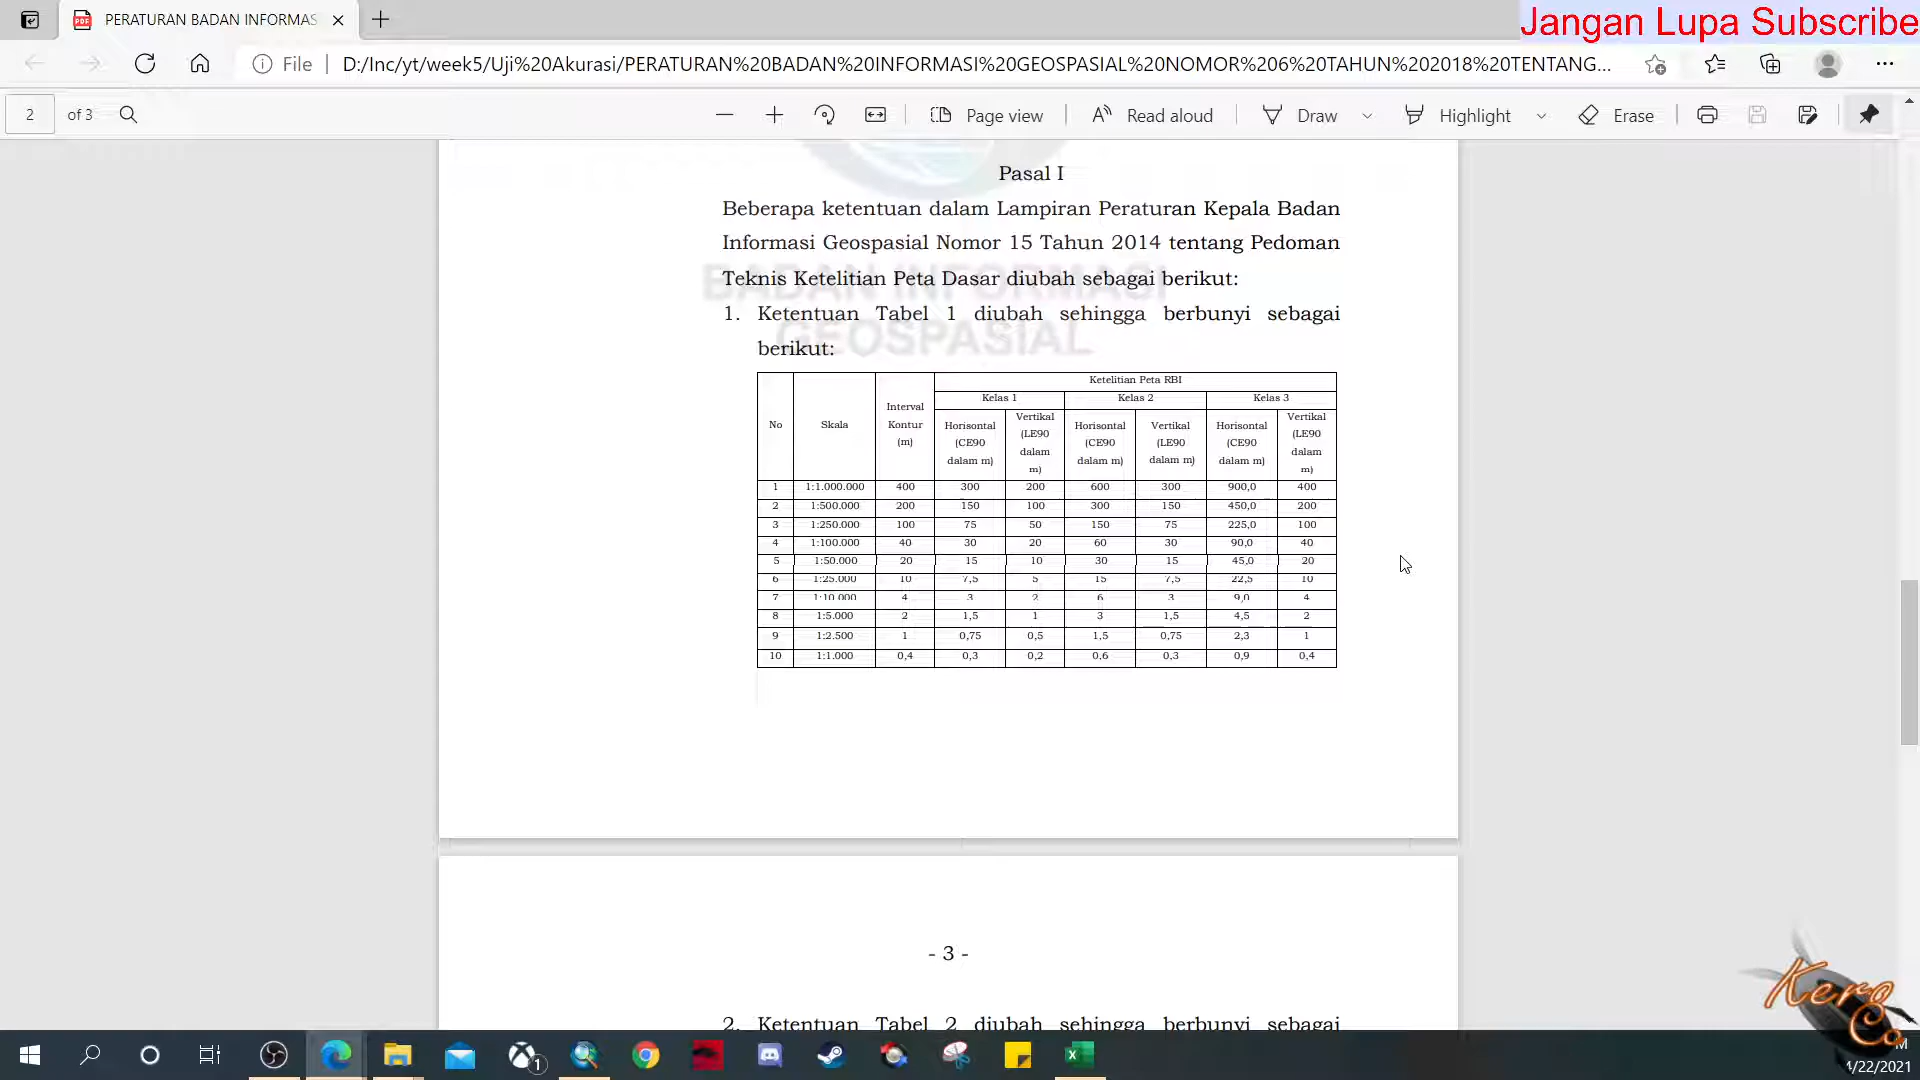 PERATURAN BADAN INFORMAS
Jangan Lupa Subscribe
File
D:/Inc/yt/week5/Uji%20Akurasi/PERATURAN%20BADAN%20INFORMASI%20GEOSPASIAL%20NOMOR%206%20TAHUN%202018%20TENTANG...
2 of 3
Page view
Read aloud
Draw
Highlight
Erase
Pasal I
Beberapa ketentuan dalam Lampiran Peraturan Kepala Badan
Informasi Geospasial Nomor 15 Tahun 2014 tentang Pedoman
Teknis Ketelitian Peta Dasar diubah sebagai berikut:
BADAN INFORMASI
GEOSPASIAL
1. Ketentuan Tabel 1 diubah sehingga berbunyi sebagai
berikut:
Ketelitian Peta RBI
Kelas 1 Kelas 2 Kelas 3
No Skala Interval Kontur (m) Horisontal (CE90 dalam m) Vertikal (LE90 dalam m) Horisontal (CE90 dalam m) Vertikal (LE90 dalam m) Horisontal (CE90 dalam m) Vertikal (LE90 dalam m)
1 1:1.000.000 400 300 200 600 300 900,0 400
2 1:500.000 200 150 100 300 150 450,0 200
3 1:250.000 100 75 50 150 75 225,0 100
4 1:100.000 40 30 20 60 30 90,0 40
5 1:50.000 20 15 10 30 15 45,0 20
6 1:25.000 10 7,5 5 15 7,5 22,5 10
7 1:10.000 4 3 2 6 3 9,0 4
8 1:5.000 2 1,5 1 3 1,5 4,5 2
9 1:2.500 1 0,75 0,5 1,5 0,75 2,3 1
10 1:1.000 0,4 0,3 0,2 0,6 0,3 0,9 0,4
- 3 -
2. Ketentuan Tabel 2 diubah sehingga berbunyi sebagai
Kero
Co
1
M
4/22/2021